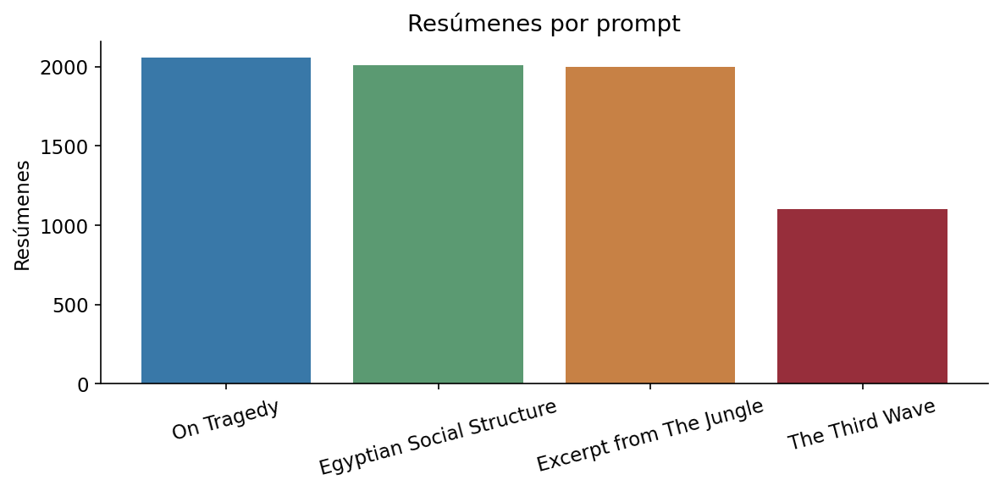 Resúmenes por prompt
Resúmenes
2000
1500
1000
500
0
On Tragedy
Egyptian Social Structure
Excerpt from The Jungle
The Third Wave